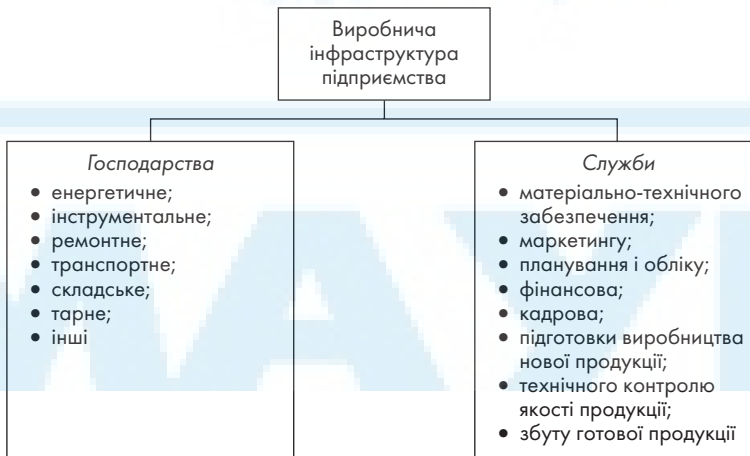 Виробнича
інфраструктура
підприємства
Господарства
• енергетичне;
• інструментальне;
• ремонтне;
• транспортне;
• складське;
• тарне;
• інші
Служби
• матеріально-технічного
забезпечення;
• маркетингу;
• планування і обліку;
• фінансова;
• кадрова;
• підготовки виробництва
нової продукції;
• технічного контролю
якості продукції;
• збуту готової продукції